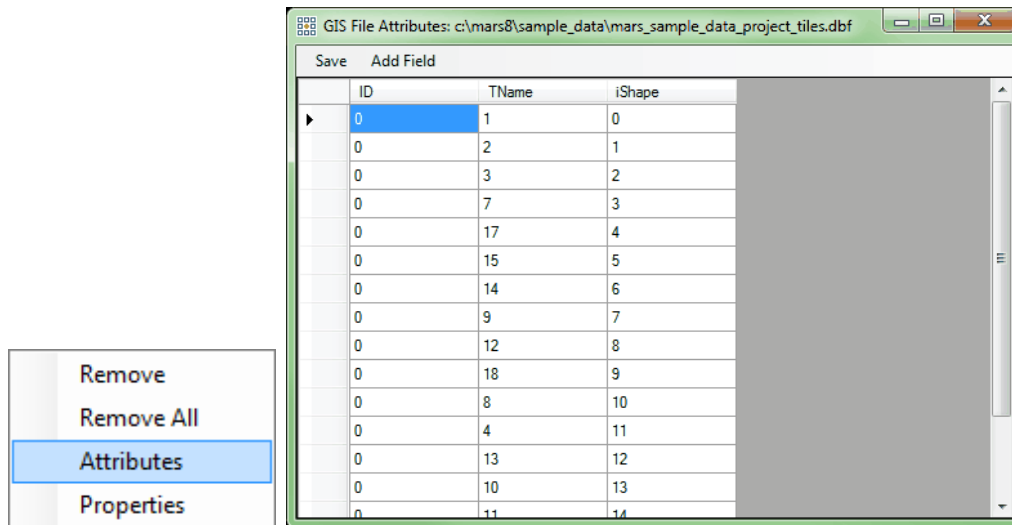 GIS File Attributes: c:\mars8\sample_data\mars_sample_data_project_tiles.dbf
Save Add Field
ID TName iShape
0 1 0
0 2 1
0 3 2
0 7 3
0 17 4
0 15 5
0 14 6
0 9 7
0 12 8
0 18 9
0 8 10
0 4 11
0 13 12
0 10 13
0 11 14
Remove
Remove All
Attributes
Properties